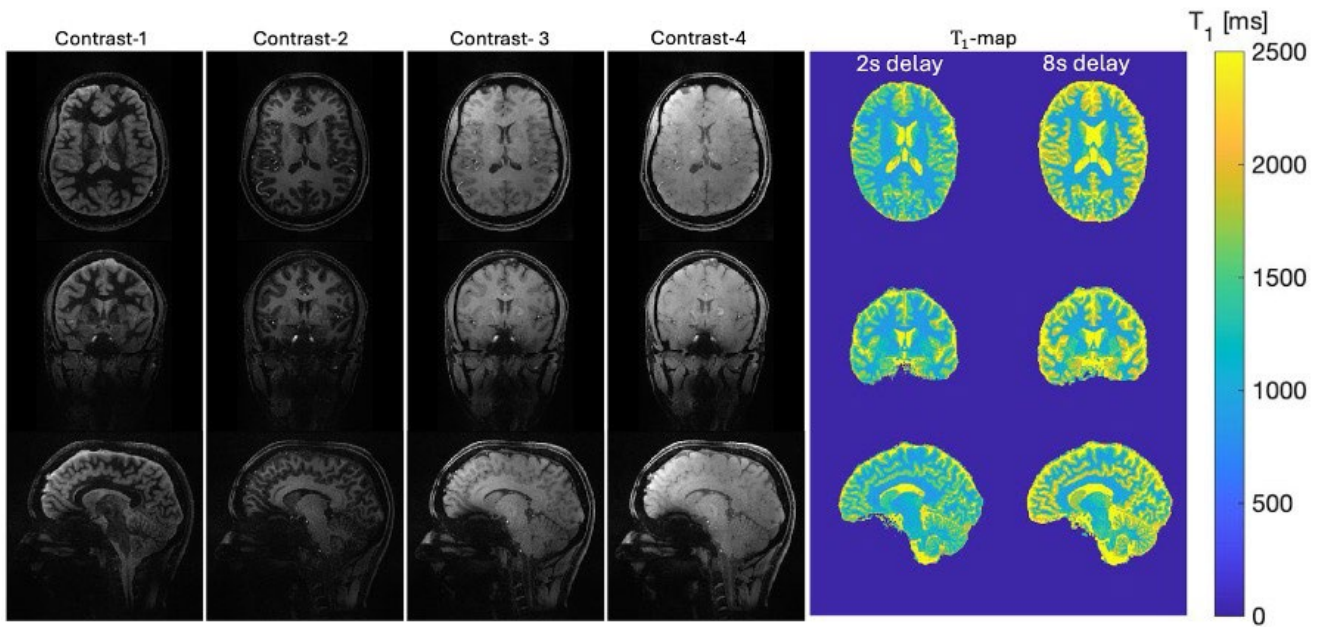 Contrast-1
Contrast-2
Contrast- 3
Contrast-4
T₁-map
T₁ [ms]
2s delay
8s delay
2500
2000
1500
1000
500
0